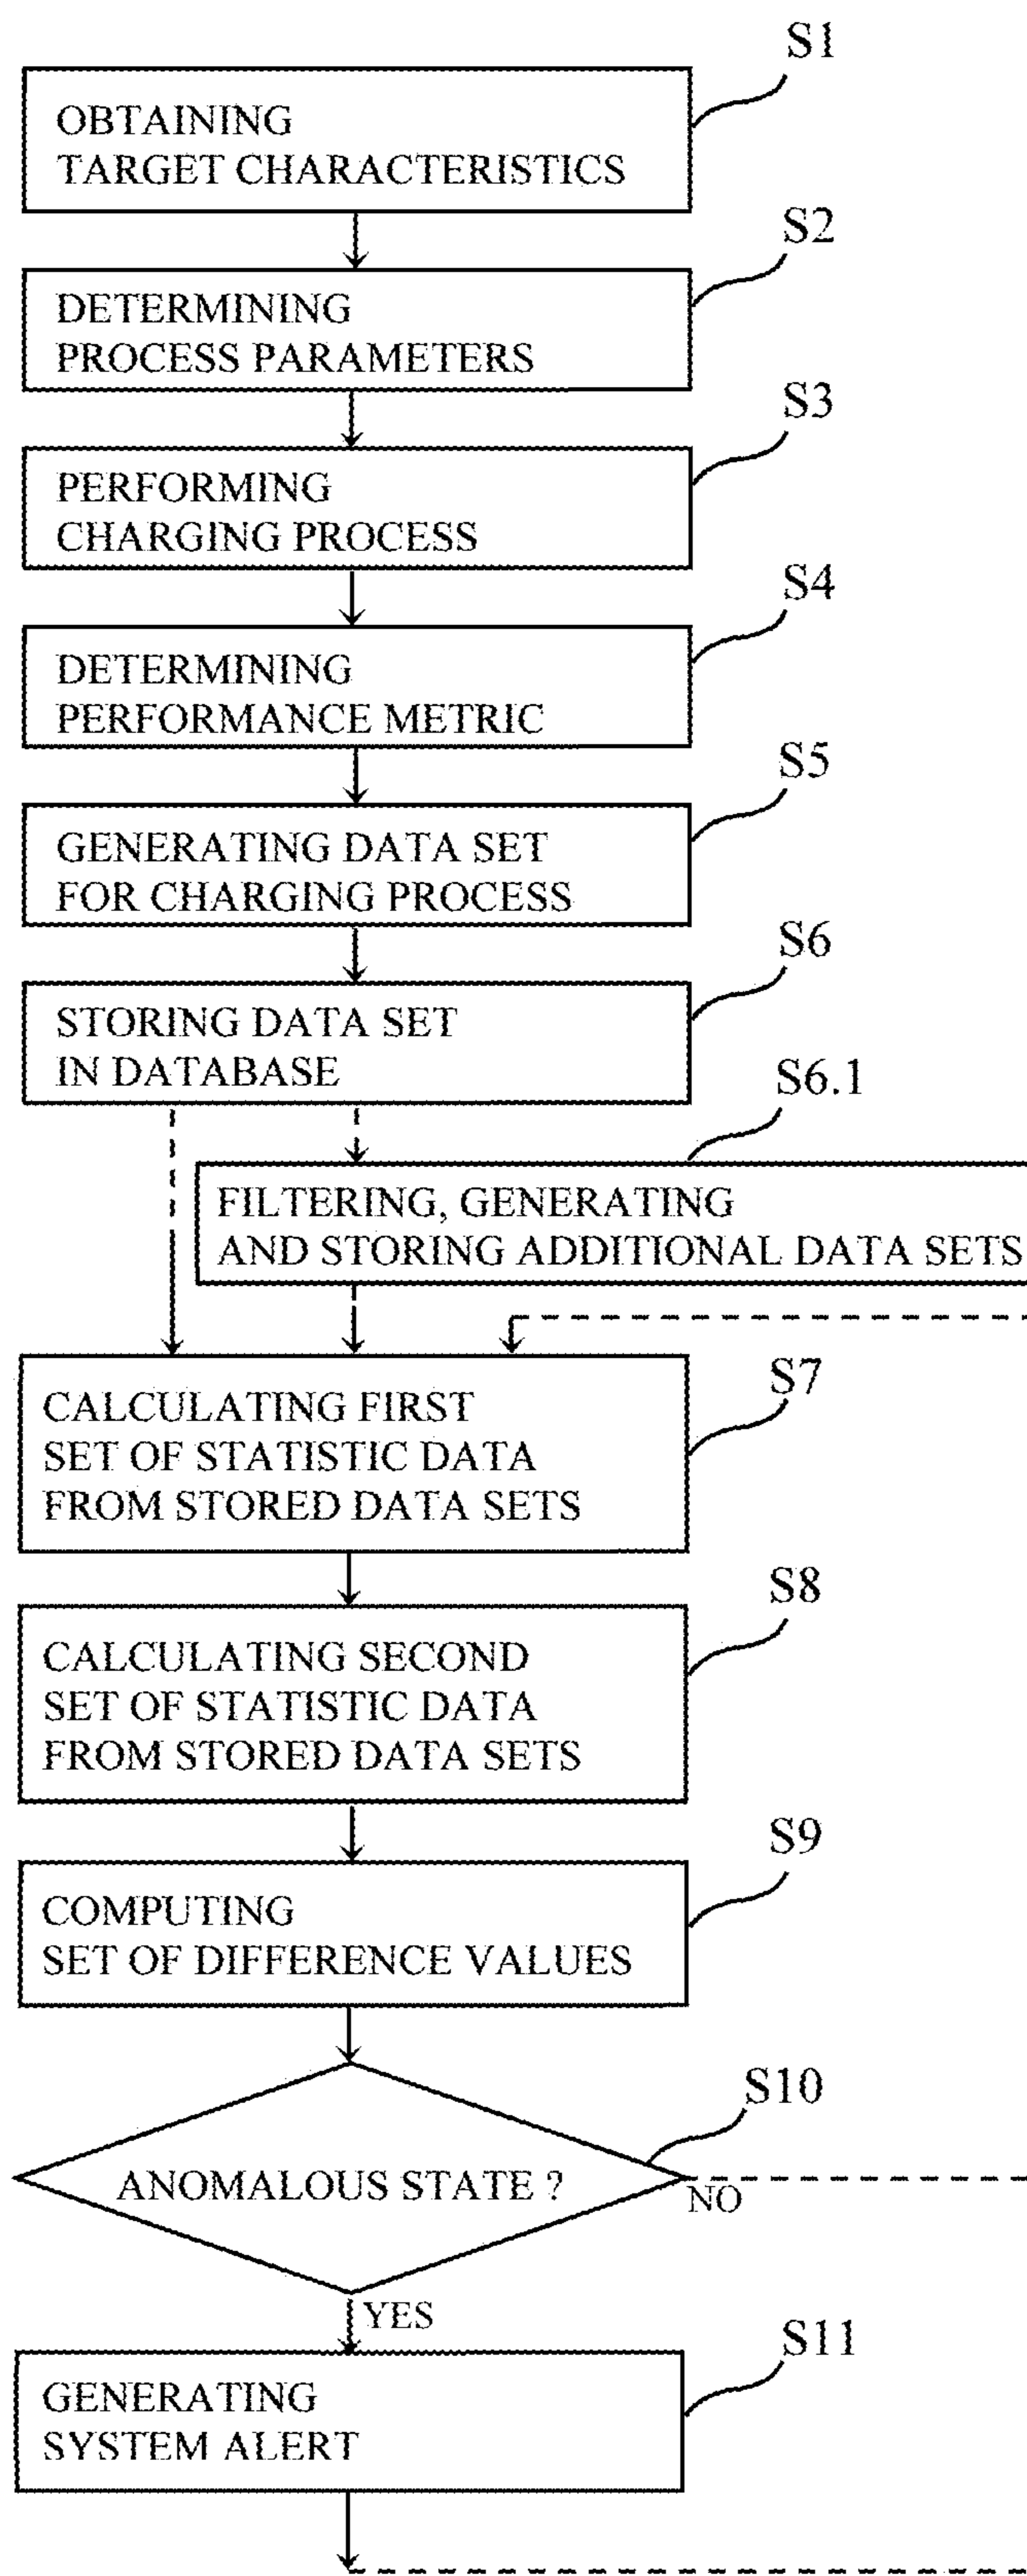 S1
OBTAINING
TARGET CHARACTERISTICS
S2
DETERMINING
PROCESS PARAMETERS
S3
PERFORMING
CHARGING PROCESS
S4
DETERMINING
PERFORMANCE METRIC
S5
GENERATING DATA SET
FOR CHARGING PROCESS
S6
STORING DATA SET
IN DATABASE
S6.1
FILTERING, GENERATING
AND STORING ADDITIONAL DATA SETS
S7
CALCULATING FIRST
SET OF STATISTIC DATA
FROM STORED DATA SETS
S8
CALCULATING SECOND
SET OF STATISTIC DATA
FROM STORED DATA SETS
S9
COMPUTING
SET OF DIFFERENCE VALUES
S10
ANOMALOUS STATE ?
NO
YES
S11
GENERATING
SYSTEM ALERT